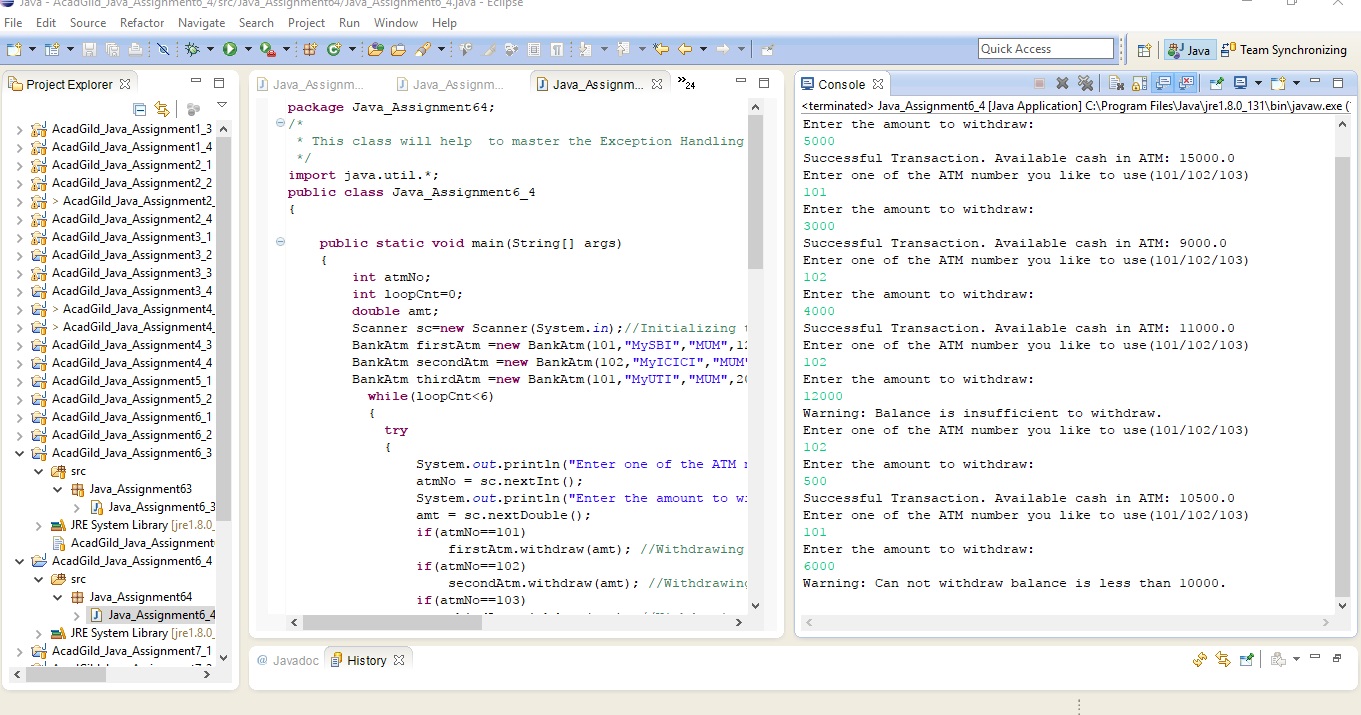 Java - AcadGild_Java_Assignment6_4/src/Java_Assignment64/Java_Assignment6_4.java - Eclipse
File Edit Source Refactor Navigate Search Project Run Window Help
Quick Access
Java
Team Synchronizing
Project Explorer
AcadGild_Java_Assignment1_3
AcadGild_Java_Assignment1_4
AcadGild_Java_Assignment2_1
AcadGild_Java_Assignment2_2
> AcadGild_Java_Assignment2_
AcadGild_Java_Assignment2_4
AcadGild_Java_Assignment3_1
AcadGild_Java_Assignment3_2
AcadGild_Java_Assignment3_3
AcadGild_Java_Assignment3_4
> AcadGild_Java_Assignment4_
> AcadGild_Java_Assignment4_
AcadGild_Java_Assignment4_3
AcadGild_Java_Assignment4_4
AcadGild_Java_Assignment5_1
AcadGild_Java_Assignment5_2
AcadGild_Java_Assignment6_1
AcadGild_Java_Assignment6_2
AcadGild_Java_Assignment6_3
src
Java_Assignment63
Java_Assignment6_3
JRE System Library [jre1.8.0_
AcadGild_Java_Assignment
AcadGild_Java_Assignment6_4
src
Java_Assignment64
Java_Assignment6_4
JRE System Library [jre1.8.0_
AcadGild_Java_Assignment7_1
Java_Assignm...
Java_Assignm...
Java_Assignm...
»24
package Java_Assignment64;
/*
* This class will help  to master the Exception Handling
*/
import java.util.*;
public class Java_Assignment6_4
{
public static void main(String[] args)
{
int atmNo;
int loopCnt=0;
double amt;
Scanner sc=new Scanner(System.in);//Initializing
BankAtm firstAtm =new BankAtm(101,"MySBI","MUM",12
BankAtm secondAtm =new BankAtm(102,"MyICICI","MUM"
BankAtm thirdAtm =new BankAtm(101,"MyUTI","MUM",20
while(loopCnt<6)
{
try
{
System.out.println("Enter one of the ATM
atmNo = sc.nextInt();
System.out.println("Enter the amount to
amt = sc.nextDouble();
if(atmNo==101)
firstAtm.withdraw(amt); //Withdrawing
if(atmNo==102)
secondAtm.withdraw(amt); //Withdrawing
if(atmNo==103)
Console
<terminated> Java_Assignment6_4 [Java Application] C:\Program Files\Java\jre1.8.0_131\bin\javaw.exe (
Enter the amount to withdraw:
5000
Successful Transaction. Available cash in ATM: 15000.0
Enter one of the ATM number you like to use(101/102/103)
101
Enter the amount to withdraw:
3000
Successful Transaction. Available cash in ATM: 9000.0
Enter one of the ATM number you like to use(101/102/103)
102
Enter the amount to withdraw:
4000
Successful Transaction. Available cash in ATM: 11000.0
Enter one of the ATM number you like to use(101/102/103)
102
Enter the amount to withdraw:
12000
Warning: Balance is insufficient to withdraw.
Enter one of the ATM number you like to use(101/102/103)
102
Enter the amount to withdraw:
500
Successful Transaction. Available cash in ATM: 10500.0
Enter one of the ATM number you like to use(101/102/103)
101
Enter the amount to withdraw:
6000
Warning: Can not withdraw balance is less than 10000.
@ Javadoc
History